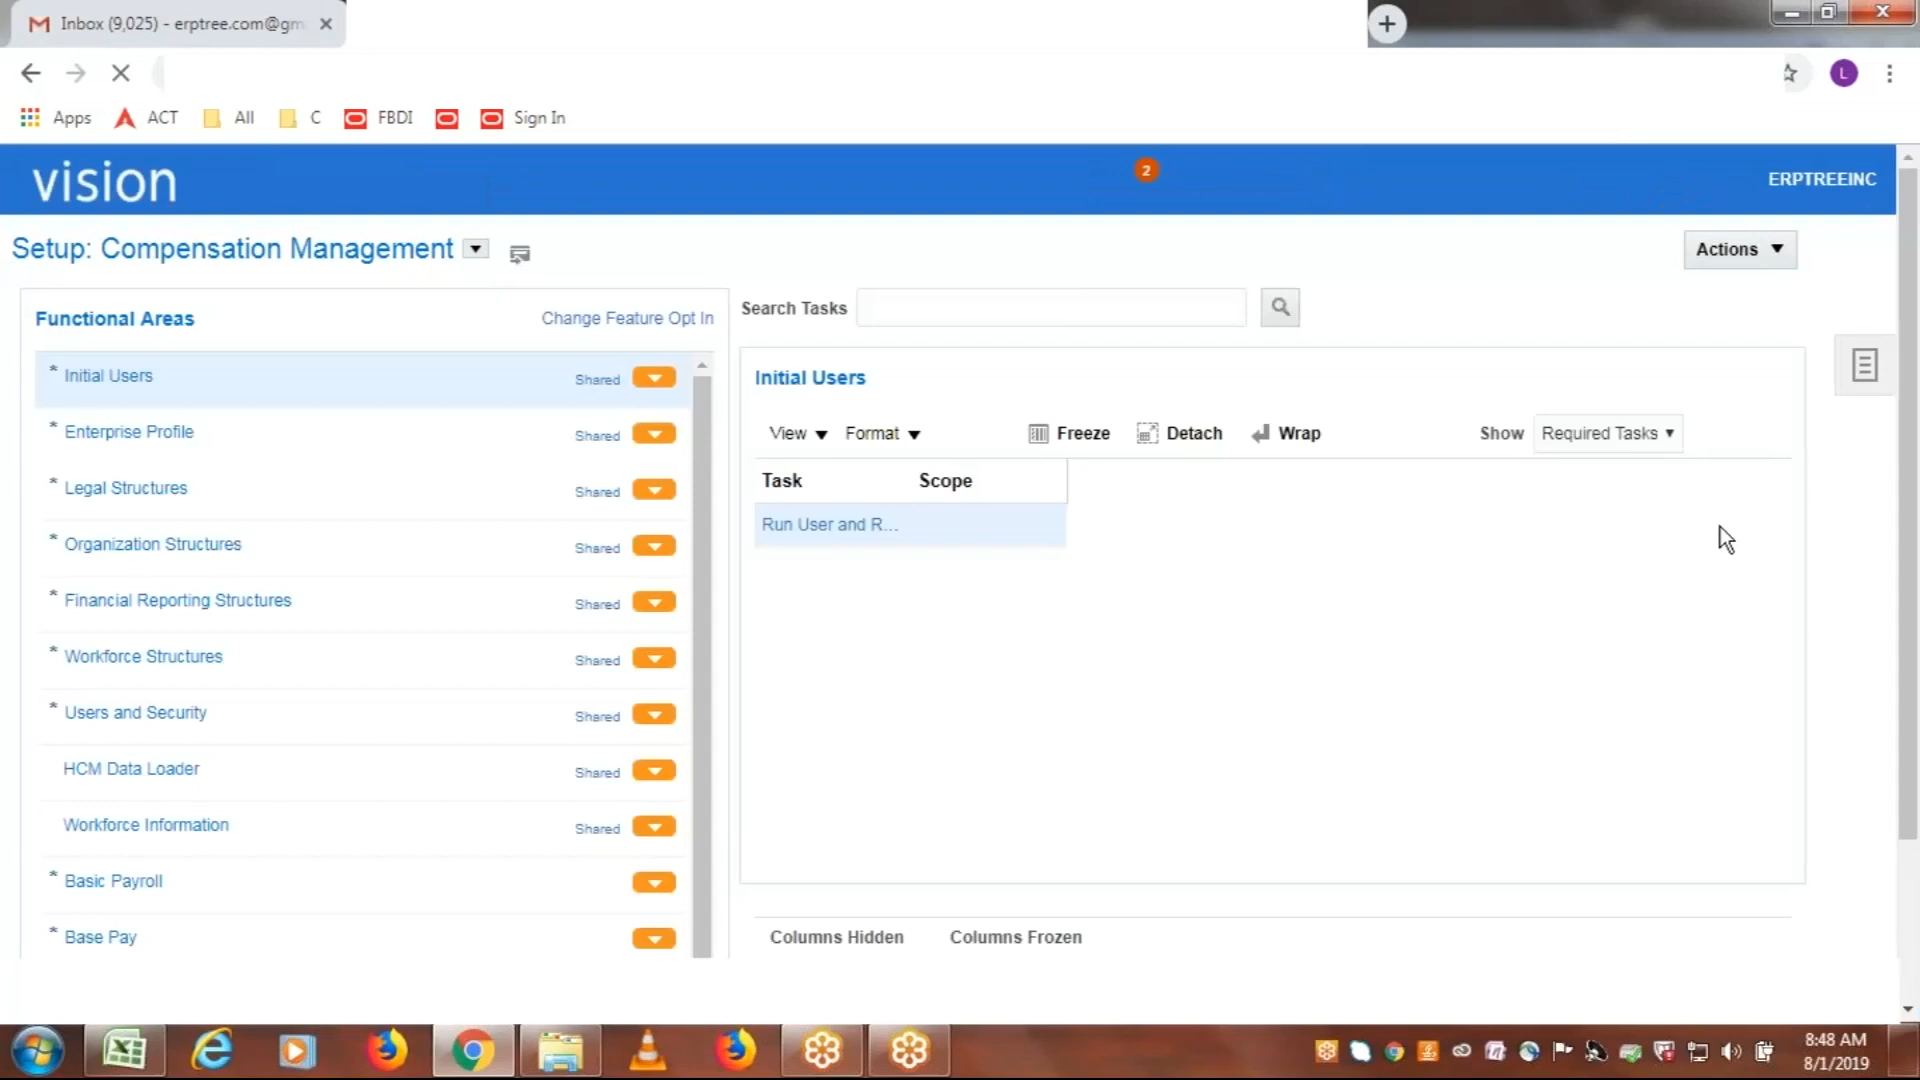 Inbox (9,025) - erptree.com@gm
Apps ACT All C FBDI Sign In
vision
2
ERPTREEINC
Setup: Compensation Management
Actions
Functional Areas
Change Feature Opt In
* Initial Users Shared
* Enterprise Profile Shared
* Legal Structures Shared
* Organization Structures Shared
* Financial Reporting Structures Shared
* Workforce Structures Shared
* Users and Security Shared
HCM Data Loader Shared
Workforce Information Shared
* Basic Payroll
* Base Pay
Search Tasks
Initial Users
View Format Freeze Detach Wrap Show Required Tasks
Task Scope
Run User and R...
Columns Hidden Columns Frozen
L
8:48 AM
8/1/2019